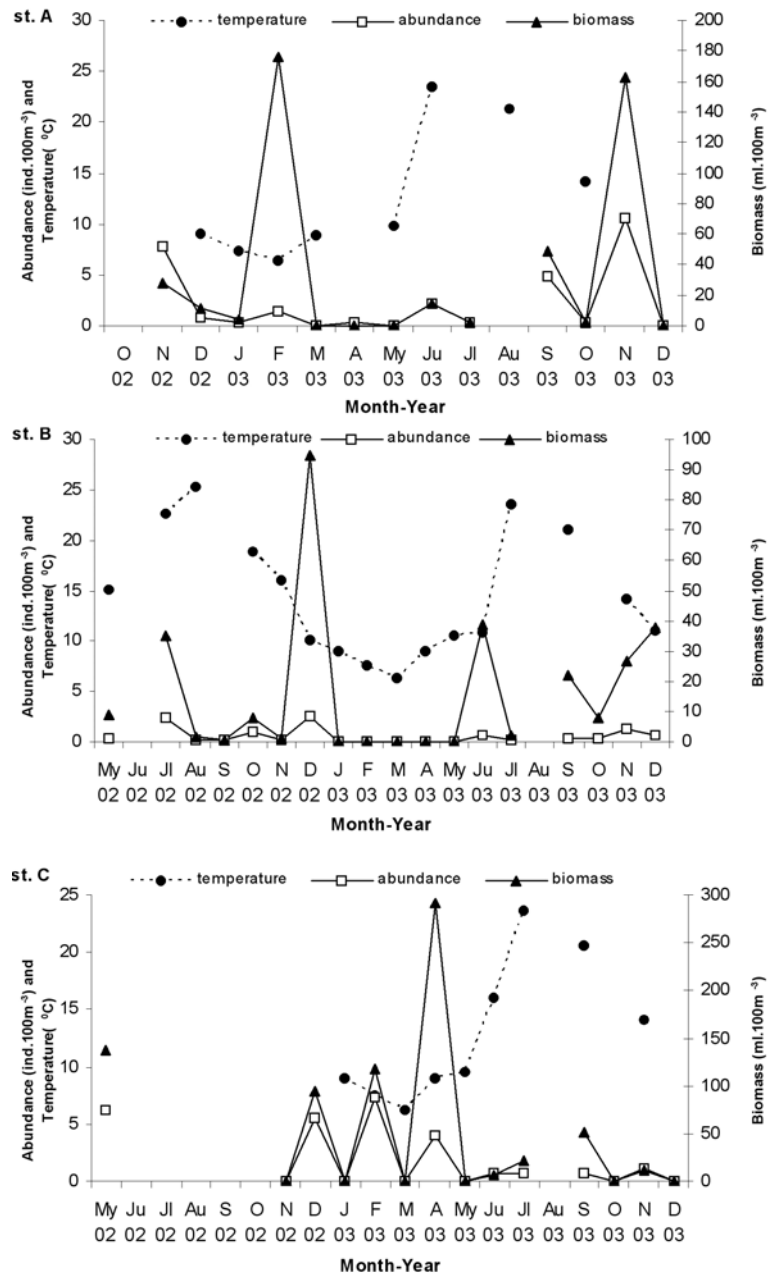 st. A
temperature abundance biomass
30 25 20 15 10 5 0
200 180 160 140 120 100 80 60 40 20 0
Abundance (ind.100m⁻³) and
Temperature( ⁰C)
Biomass (ml.100m⁻³)
O N D J F M A My Ju Jl Au S O N D
02 02 02 03 03 03 03 03 03 03 03 03 03 03 03
Month-Year
st. B
temperature abundance biomass
30 25 20 15 10 5 0
100 90 80 70 60 50 40 30 20 10 0
Abundance (ind.100m⁻³) and
Temperature( ⁰C)
Biomass (ml.100m⁻³)
My Ju Jl Au S O N D J F M A My Ju Jl Au S O N D
02 02 02 02 02 02 02 02 03 03 03 03 03 03 03 03 03 03 03 03
Month-Year
st. C
temperature abundance biomass
25 20 15 10 5 0
300 250 200 150 100 50 0
Abundance (ind.100m⁻³) and
Temperature( ⁰C)
Biomass (ml.100m⁻³)
My Ju Jl Au S O N D J F M A My Ju Jl Au S O N D
02 02 02 02 02 02 02 02 03 03 03 03 03 03 03 03 03 03 03 03
Month-Year